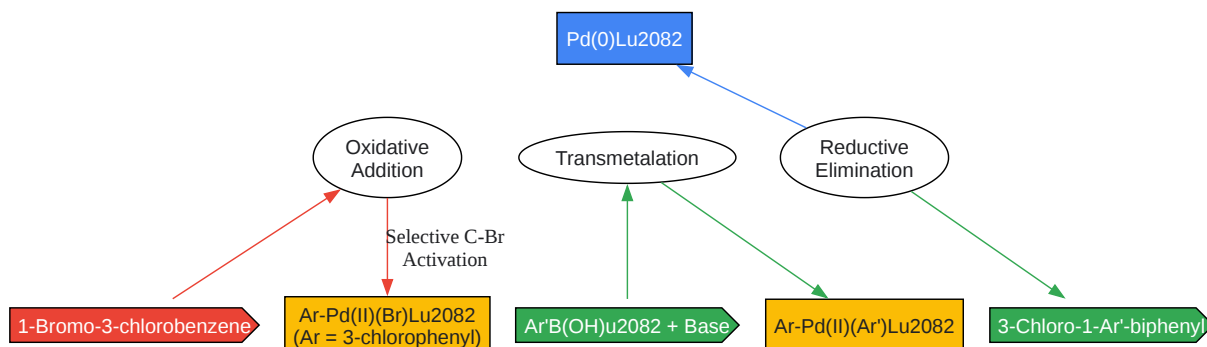 Pd(0)Lu2082
Oxidative
Addition
Transmetalation
Reductive
Elimination
Selective C-Br
Activation
1-Bromo-3-chlorobenzene
Ar-Pd(II)(Br)Lu2082
(Ar = 3-chlorophenyl)
Ar'B(OH)u2082 + Base
Ar-Pd(II)(Ar')Lu2082
3-Chloro-1-Ar'-biphenyl